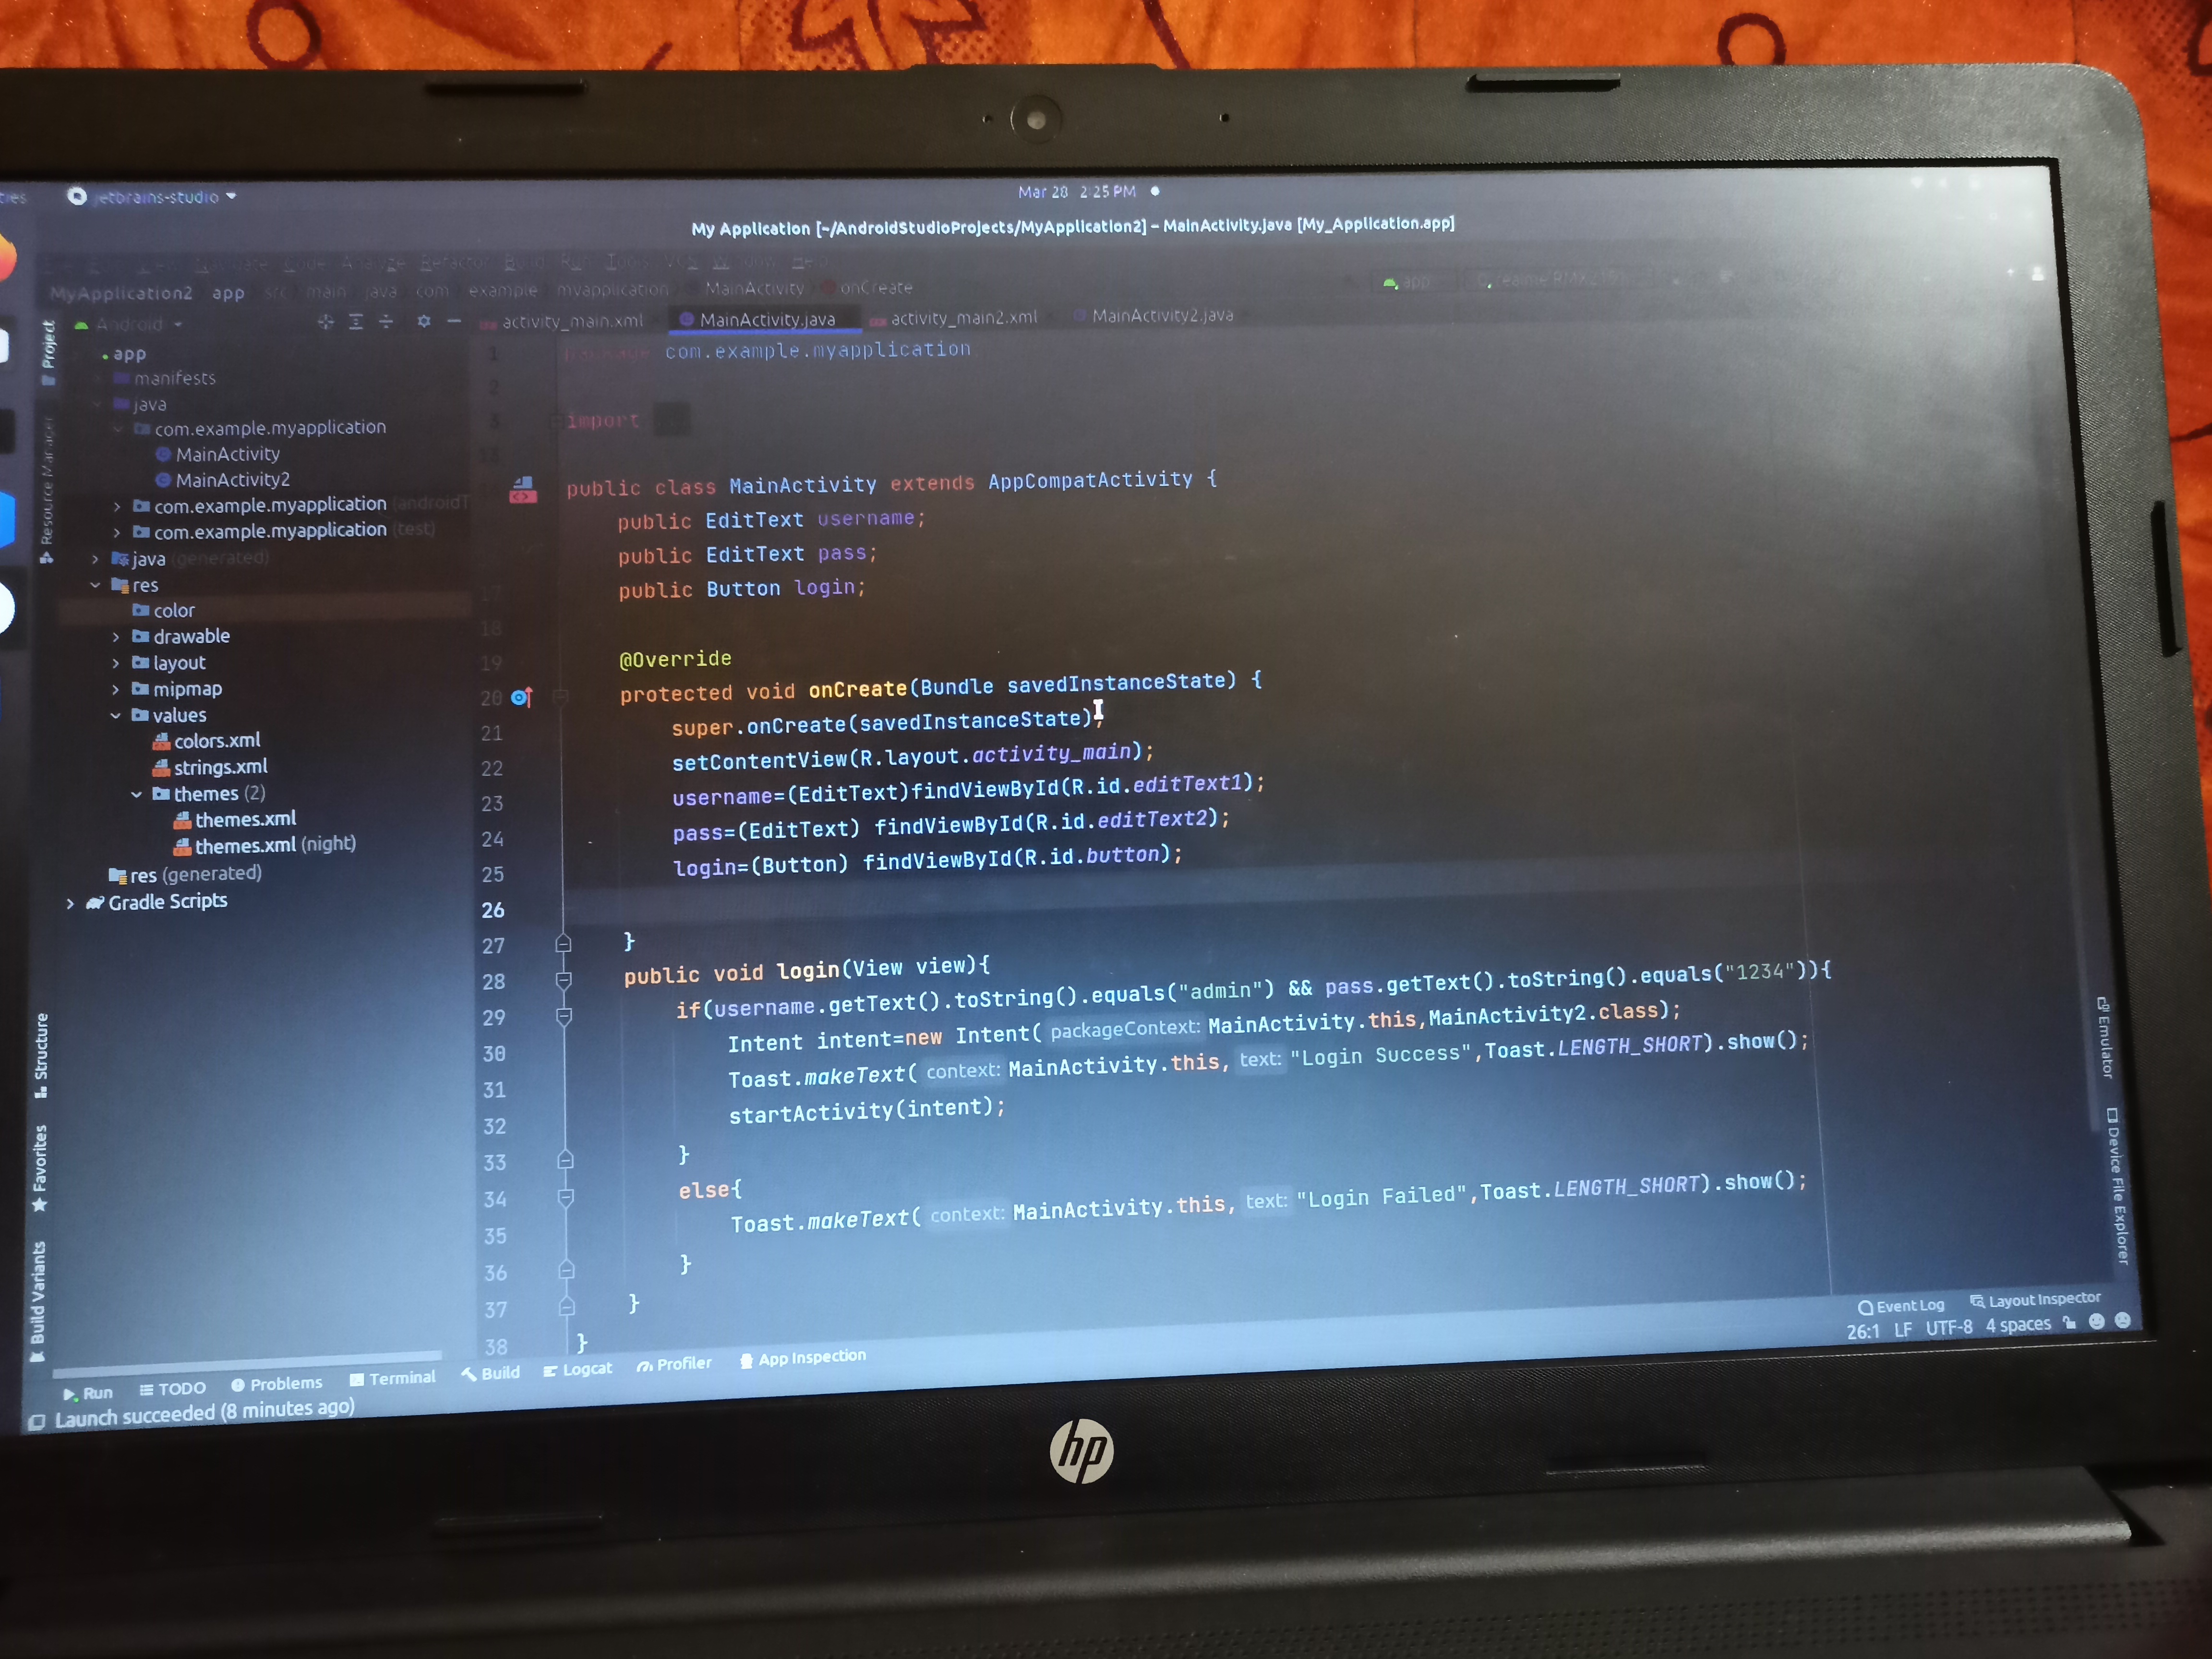 ties
jetbrains-studio
Mar 28 2:25 PM
My Application [~/AndroidStudioProjects/MyApplication2] – MainActivity.java [My_Application.app]
Navigate Code Analyze Refactor Build Run Tools VCS Window Help
MyApplication2 app src main java com example myapplication MainActivity onCreate
app
Android
activity_main.xml MainActivity.java activity_main2.xml MainActivity2.java
Project
Resource Manager
Structure
Favorites
Build Variants
app
manifests
java
com.example.myapplication
MainActivity
MainActivity2
com.example.myapplication (androidT
com.example.myapplication (test)
java (generated)
res
color
drawable
layout
mipmap
values
colors.xml
strings.xml
themes (2)
themes.xml
themes.xml (night)
res (generated)
Gradle Scripts
1 package com.example.myapplication
2
3 import ...
public class MainActivity extends AppCompatActivity {
public EditText username;
public EditText pass;
17 public Button login;
18
19 @Override
20 protected void onCreate(Bundle savedInstanceState) {
21 super.onCreate(savedInstanceState);
22 setContentView(R.layout.activity_main);
23 username=(EditText)findViewById(R.id.editText1);
24 pass=(EditText) findViewById(R.id.editText2);
25 login=(Button) findViewById(R.id.button);
26
27 }
28 public void login(View view){
29 if(username.getText().toString().equals("admin") && pass.getText().toString().equals("1234")){
30 Intent intent=new Intent( packageContext: MainActivity.this,MainActivity2.class);
31 Toast.makeText( context: MainActivity.this, text: "Login Success",Toast.LENGTH_SHORT).show();
32 startActivity(intent);
33 }
34 else{
35 Toast.makeText( context: MainActivity.this, text: "Login Failed",Toast.LENGTH_SHORT).show();
36 }
37 }
38 }
Emulator
Device File Explorer
Run TODO Problems Terminal Build Logcat Profiler App Inspection
Event Log Layout Inspector
Launch succeeded (8 minutes ago)
26:1 LF UTF-8 4 spaces
hp